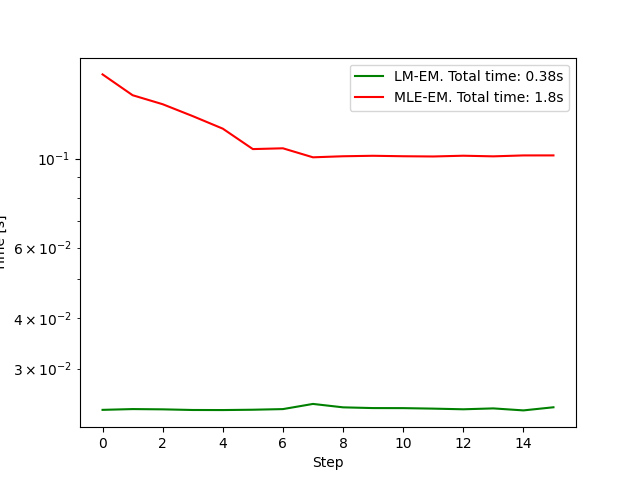 LM-EM. Total time: 0.38s
MLE-EM. Total time: 1.8s
10⁻¹
6 × 10⁻²
4 × 10⁻²
3 × 10⁻²
[s]
0 2 4 6 8 10 12 14
Step